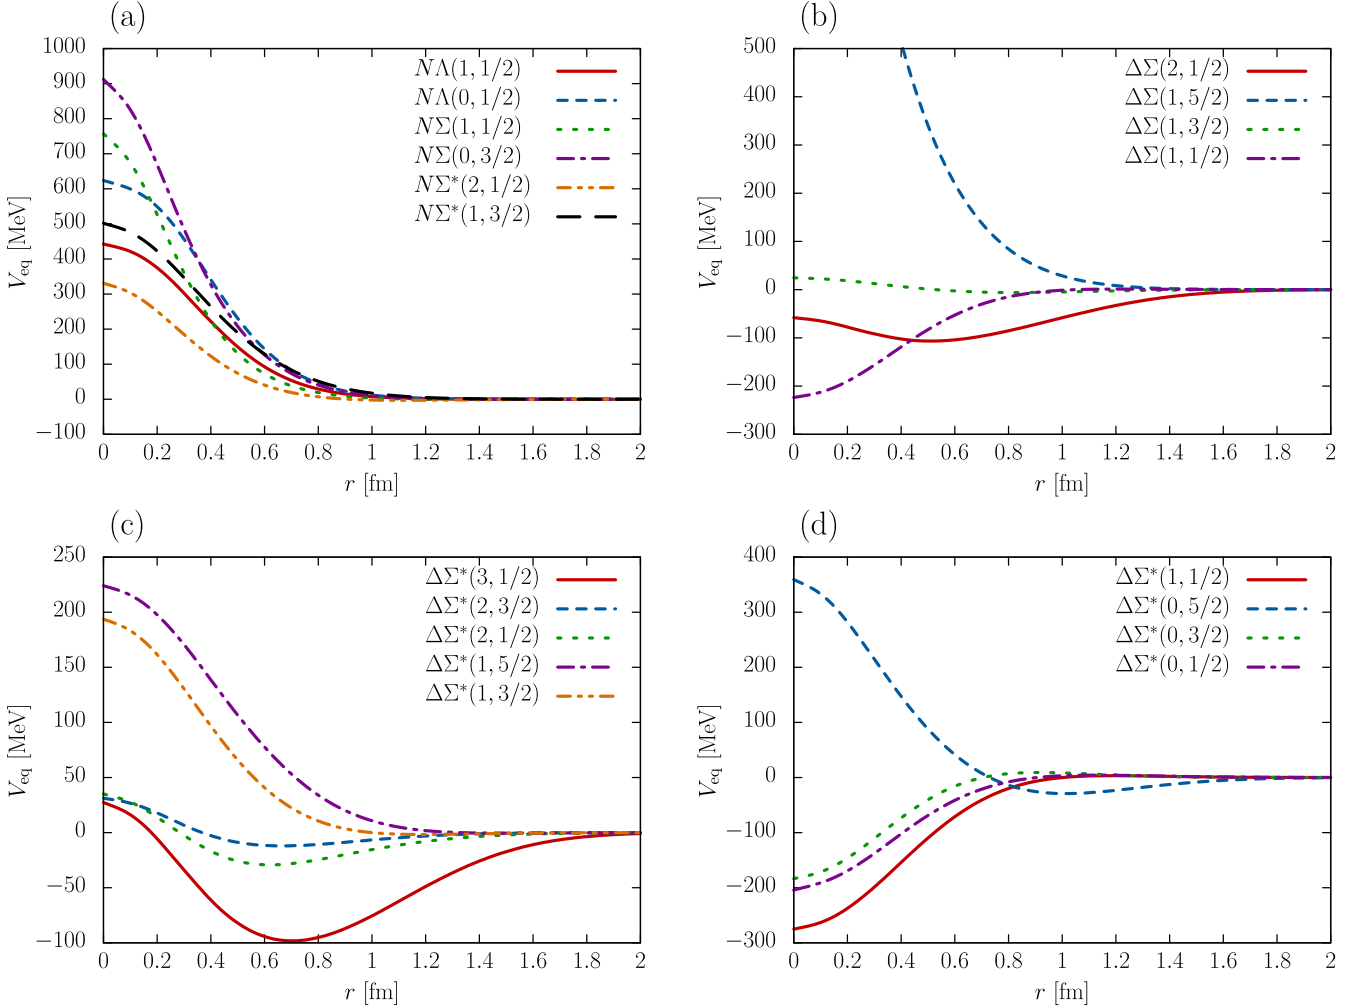 (a)
1000
900
800
700
600
500
400
300
200
100
0
−100
V_eq [MeV]
NΛ(1, 1/2)
NΛ(0, 1/2)
NΣ(1, 1/2)
NΣ(0, 3/2)
NΣ*(2, 1/2)
NΣ*(1, 3/2)
0 0.2 0.4 0.6 0.8 1 1.2 1.4 1.6 1.8 2
r [fm]
(b)
500
400
300
200
100
0
−100
−200
−300
V_eq [MeV]
ΔΣ(2, 1/2)
ΔΣ(1, 5/2)
ΔΣ(1, 3/2)
ΔΣ(1, 1/2)
0 0.2 0.4 0.6 0.8 1 1.2 1.4 1.6 1.8 2
r [fm]
(c)
250
200
150
100
50
0
−50
−100
V_eq [MeV]
ΔΣ*(3, 1/2)
ΔΣ*(2, 3/2)
ΔΣ*(2, 1/2)
ΔΣ*(1, 5/2)
ΔΣ*(1, 3/2)
0 0.2 0.4 0.6 0.8 1 1.2 1.4 1.6 1.8 2
r [fm]
(d)
400
300
200
100
0
−100
−200
−300
V_eq [MeV]
ΔΣ*(1, 1/2)
ΔΣ*(0, 5/2)
ΔΣ*(0, 3/2)
ΔΣ*(0, 1/2)
0 0.2 0.4 0.6 0.8 1 1.2 1.4 1.6 1.8 2
r [fm]